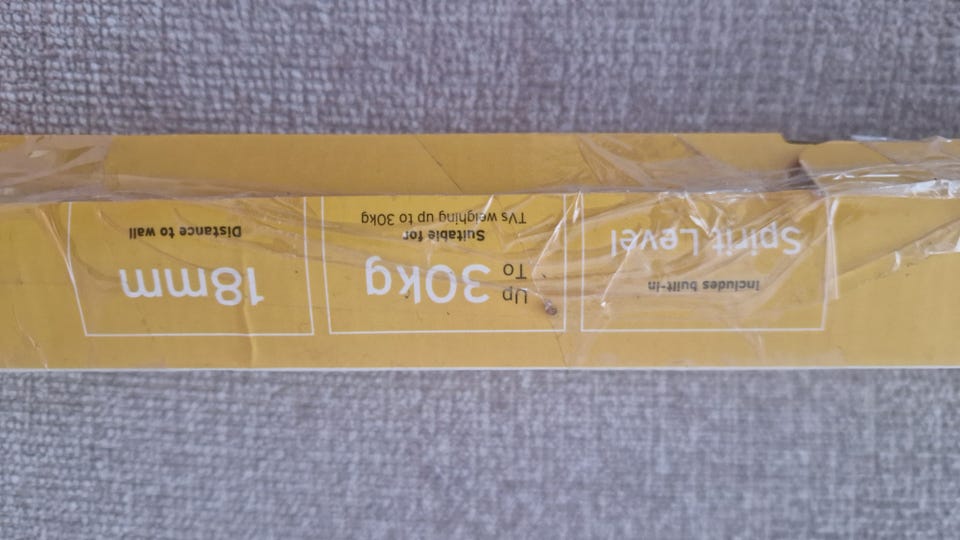 Includes built-in
Spirit Level
Up
To
30kg
Suitable for
TVs weighing up to 30kg
18mm
Distance to wall